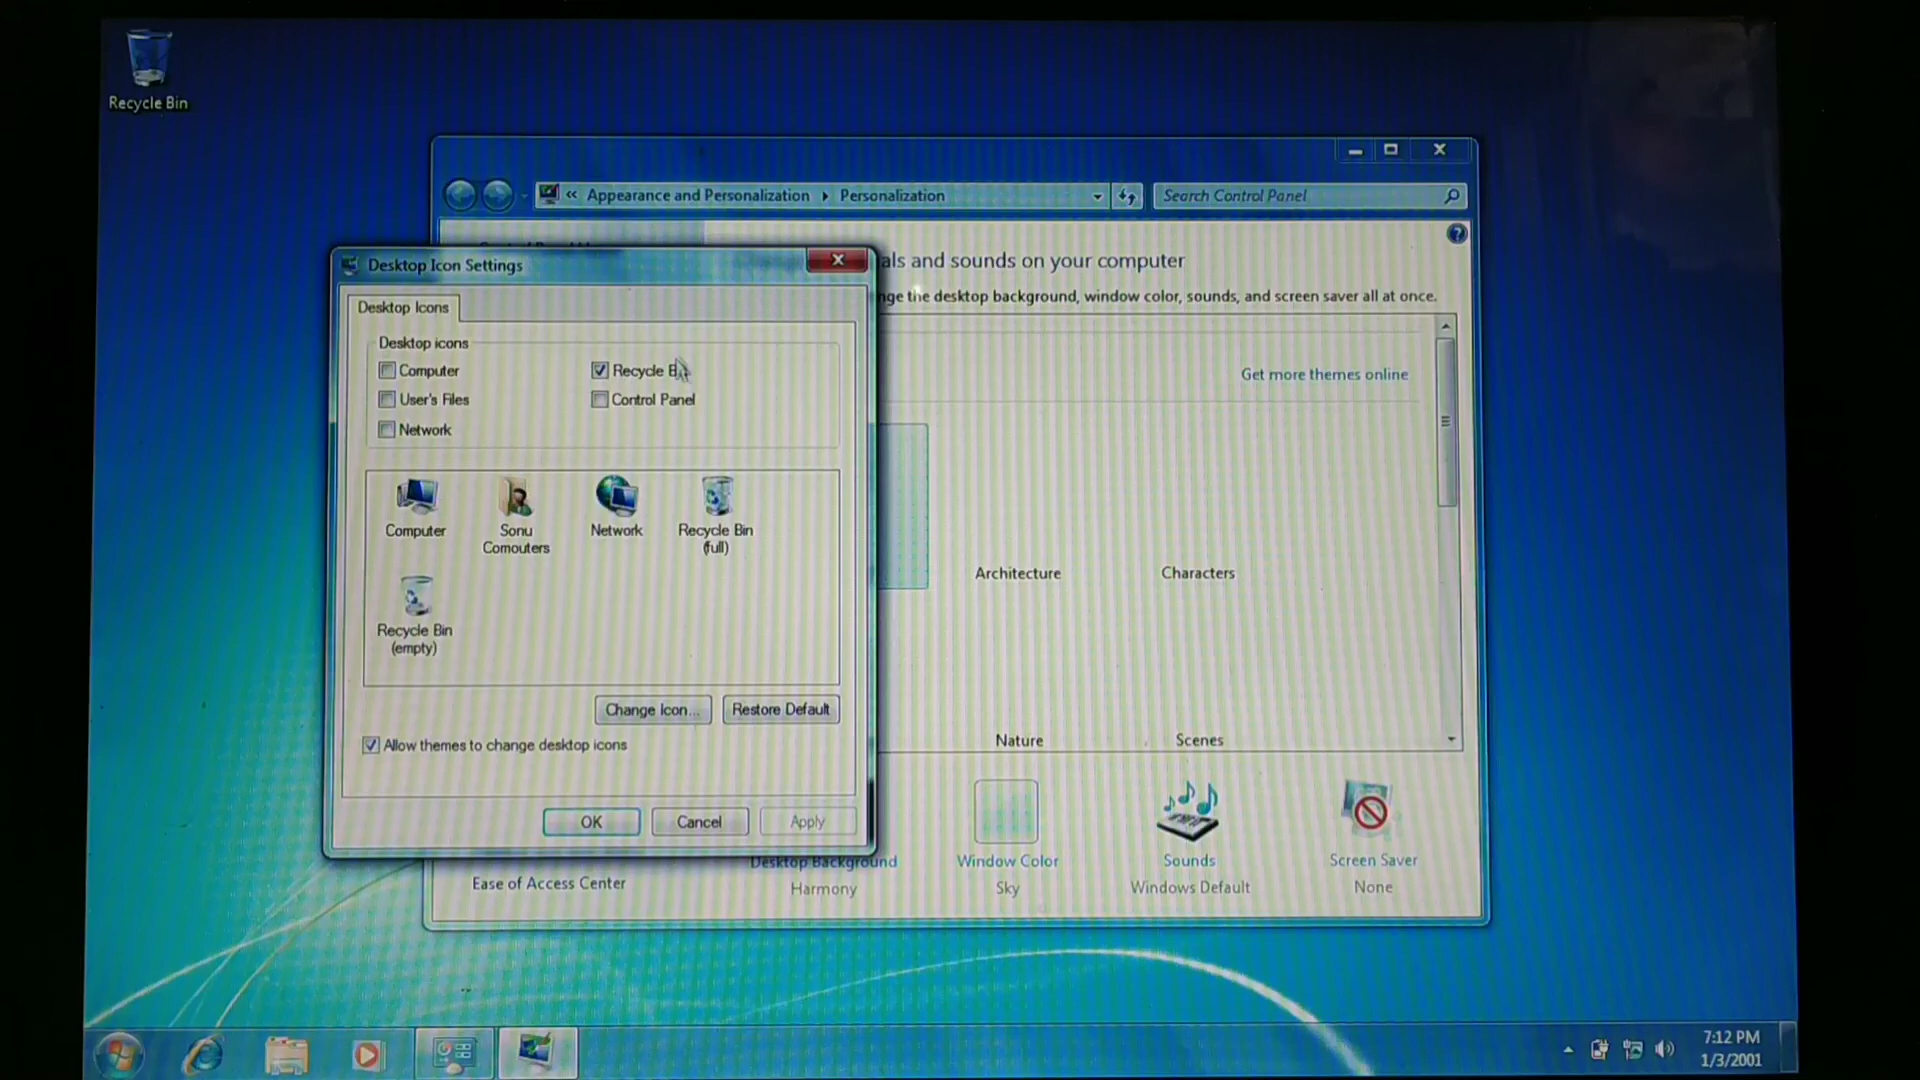 Recycle Bin
« Appearance and Personalization ▸ Personalization
Search Control Panel
als and sounds on your computer
nge the desktop background, window color, sounds, and screen saver all at once.
Desktop Icon Settings
Desktop Icons
Desktop icons
Computer
Recycle
User's Files
Control Panel
Network
Computer
Sonu
Comouters
Network
Recycle Bin
(full)
Recycle Bin
(empty)
Change Icon...
Restore Default
Allow themes to change desktop icons
OK
Cancel
Apply
Get more themes online
Architecture
Characters
Nature
Scenes
Desktop Background
Harmony
Window Color
Sky
Sounds
Windows Default
Screen Saver
None
Ease of Access Center
7:12 PM
1/3/2001